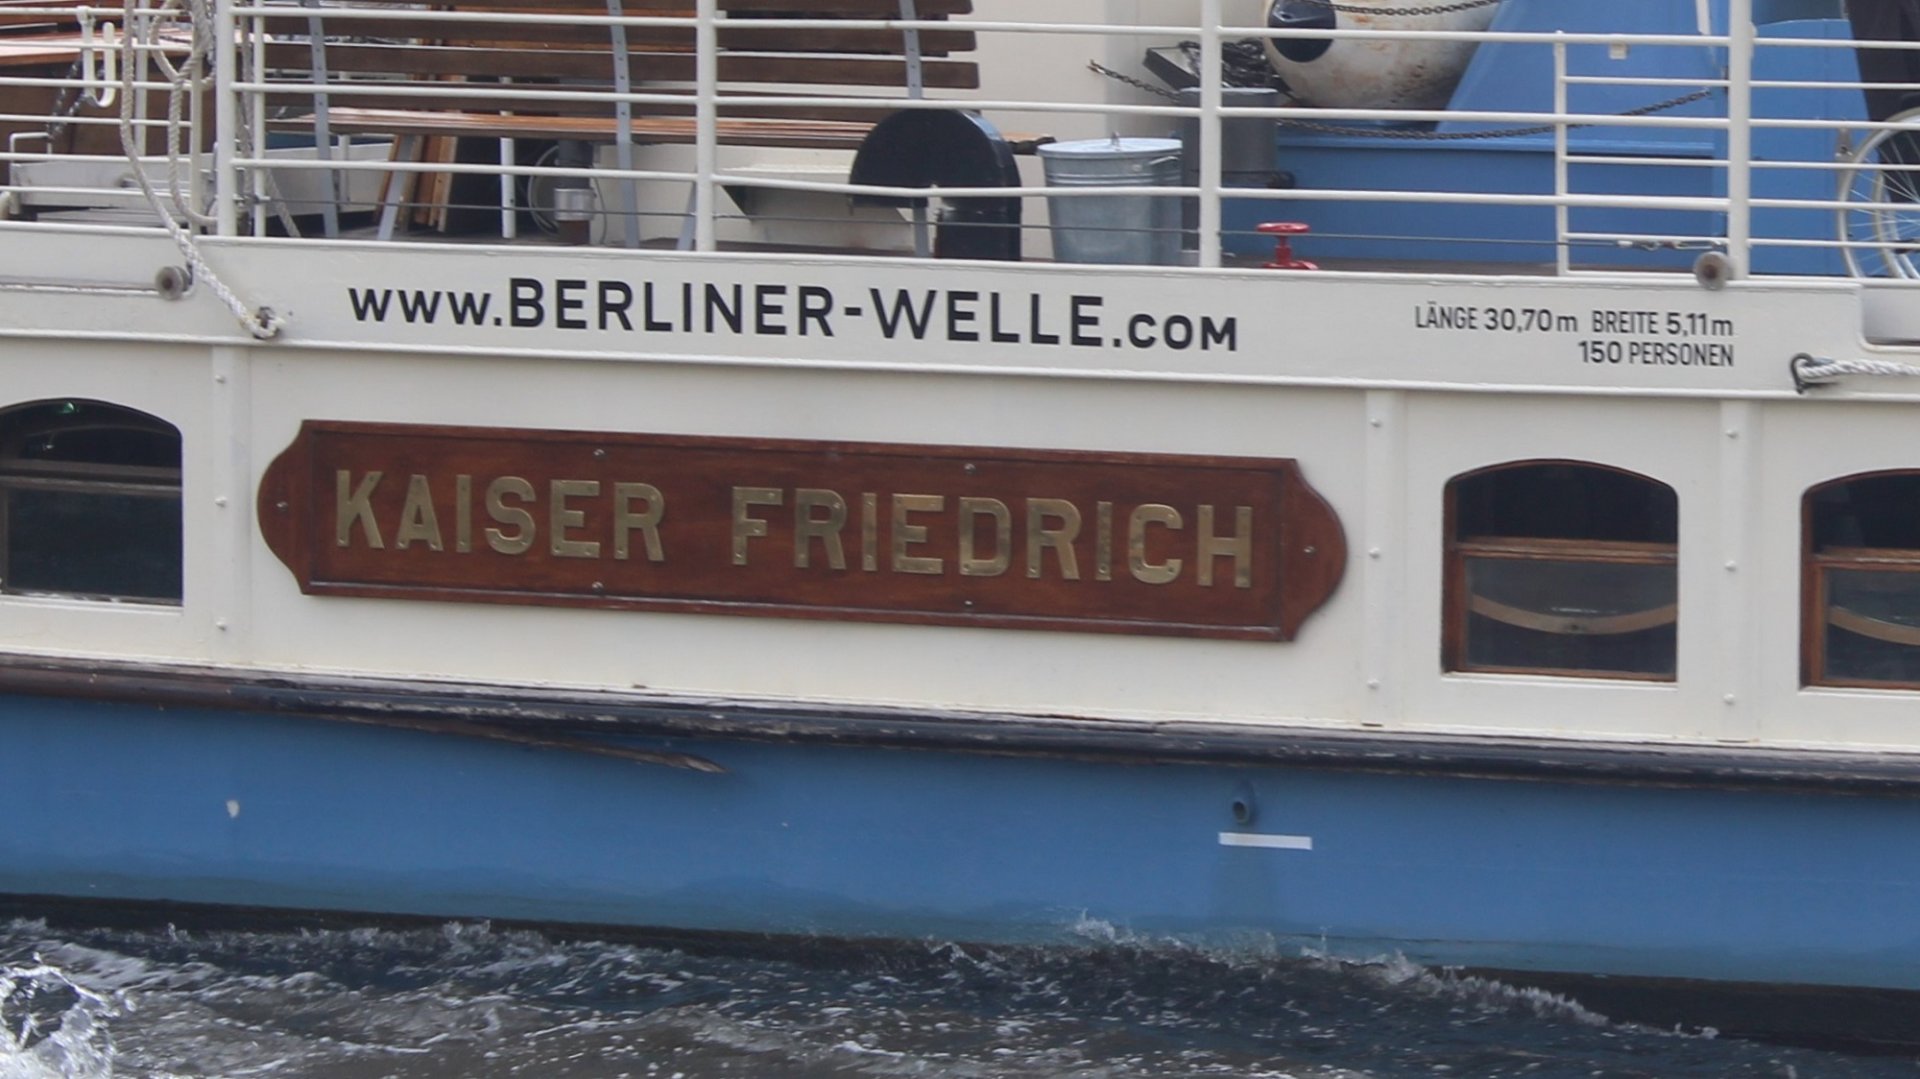 www.BERLINER-WELLE.COM
LÄNGE 30,70m BREITE 5,11m
150 PERSONEN
KAISER FRIEDRICH